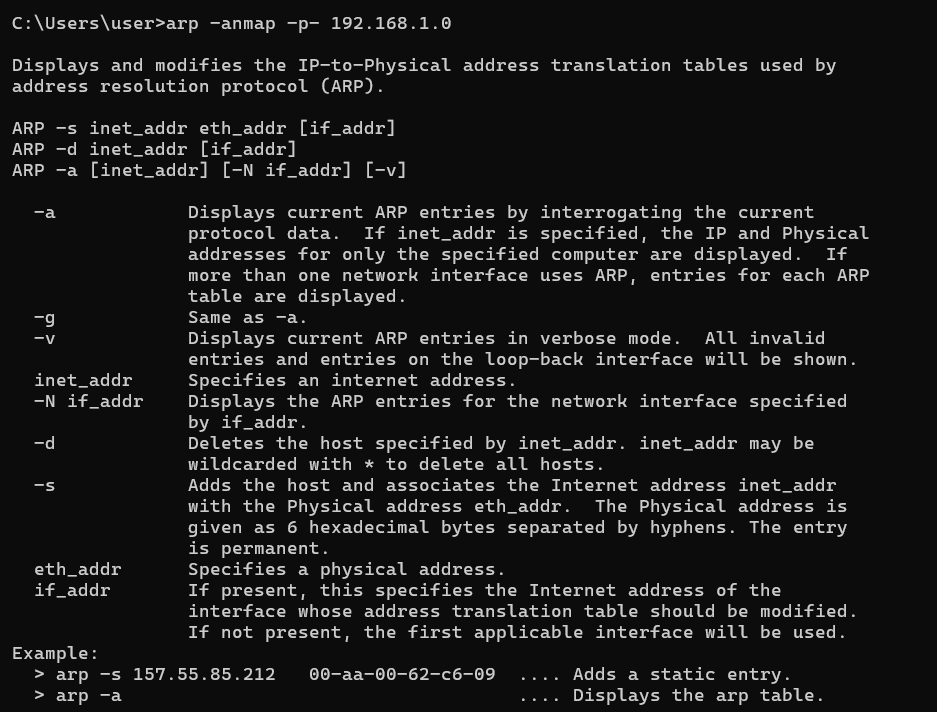 C:\Users\user>arp -anmap -p- 192.168.1.0
Displays and modifies the IP-to-Physical address translation tables used by
address resolution protocol (ARP).
ARP -s inet_addr eth_addr [if_addr]
ARP -d inet_addr [if_addr]
ARP -a [inet_addr] [-N if_addr] [-v]
-a Displays current ARP entries by interrogating the current
protocol data. If inet_addr is specified, the IP and Physical
addresses for only the specified computer are displayed. If
more than one network interface uses ARP, entries for each ARP
table are displayed.
-g Same as -a.
-v Displays current ARP entries in verbose mode. All invalid
entries and entries on the loop-back interface will be shown.
inet_addr Specifies an internet address.
-N if_addr Displays the ARP entries for the network interface specified
by if_addr.
-d Deletes the host specified by inet_addr. inet_addr may be
wildcarded with * to delete all hosts.
-s Adds the host and associates the Internet address inet_addr
with the Physical address eth_addr. The Physical address is
given as 6 hexadecimal bytes separated by hyphens. The entry
is permanent.
eth_addr Specifies a physical address.
if_addr If present, this specifies the Internet address of the
interface whose address translation table should be modified.
If not present, the first applicable interface will be used.
Example:
> arp -s 157.55.85.212 00-aa-00-62-c6-09 .... Adds a static entry.
> arp -a .... Displays the arp table.